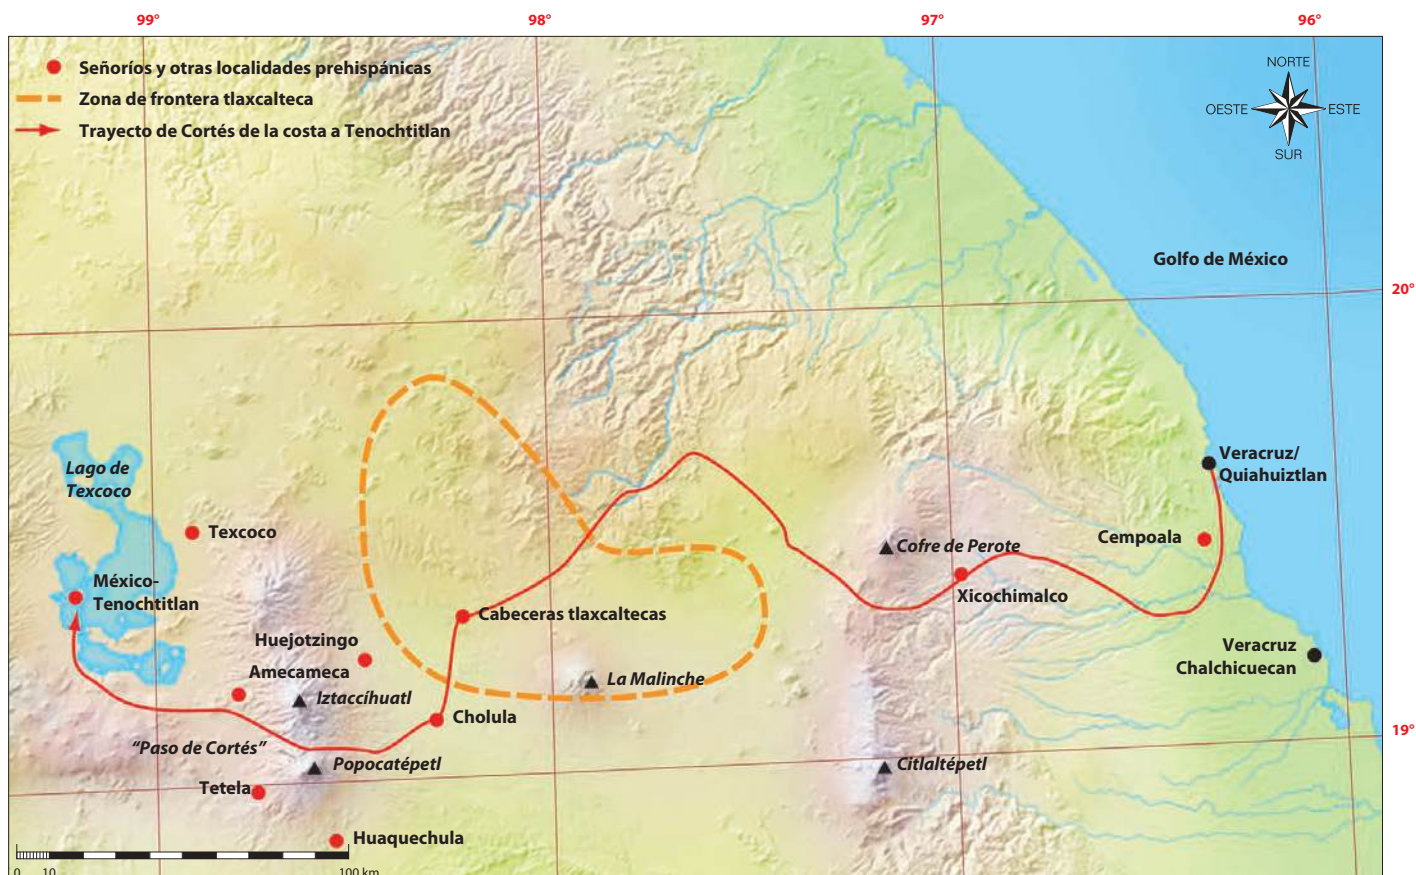 99°
98°
97°
96°
Señoríos y otras localidades prehispánicas
Zona de frontera tlaxcalteca
Trayecto de Cortés de la costa a Tenochtitlan
NORTE
OESTE
ESTE
SUR
Golfo de México
20°
Veracruz/
Quiahuiztlan
Lago de
Texcoco
Texcoco
Cempoala
Cofre de Perote
México-
Tenochtitlan
Xicochimalco
Cabeceras tlaxcaltecas
Huejotzingo
Veracruz
Chalchicuecan
Amecameca
La Malinche
Iztaccíhuatl
Cholula
19°
“Paso de Cortés”
Popocatépetl
Citlaltépetl
Tetela
Huaquechula
0 10 100 km